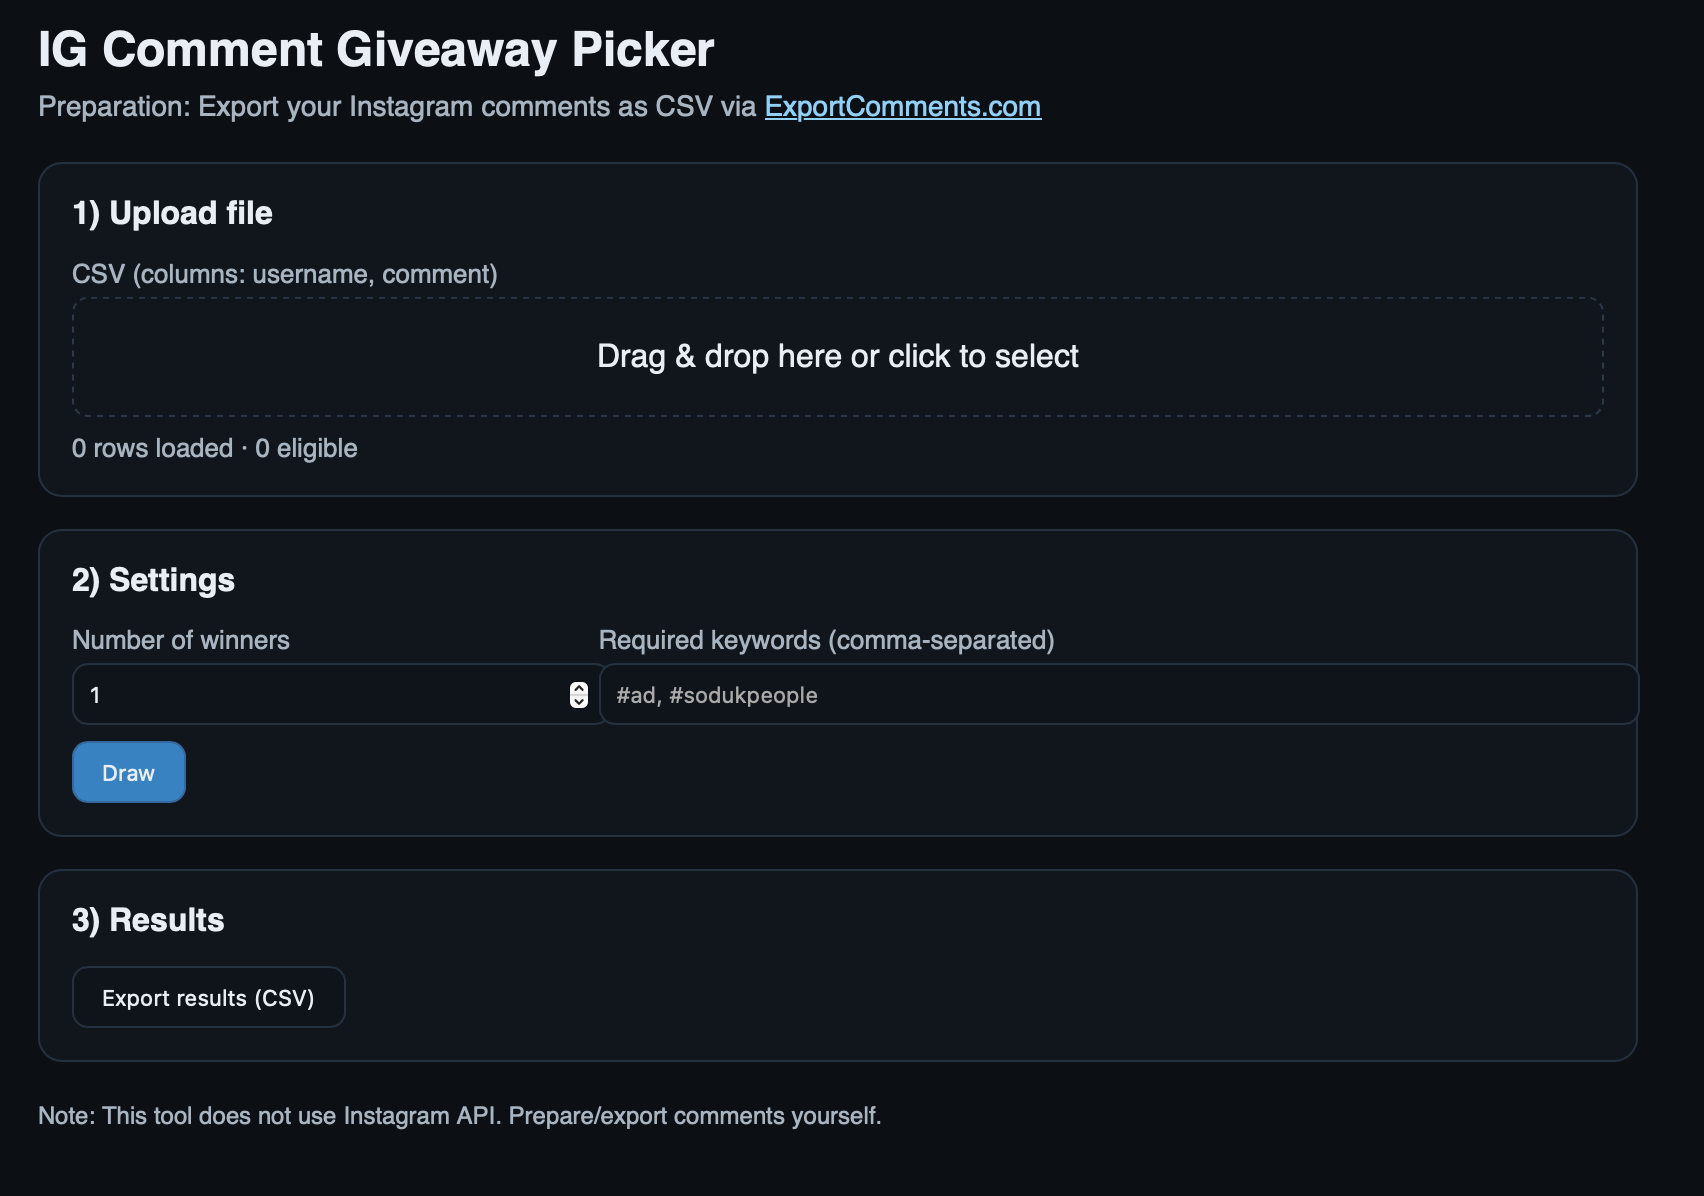 IG Comment Giveaway Picker
Preparation: Export your Instagram comments as CSV via ExportComments.com
1) Upload file
CSV (columns: username, comment)
Drag & drop here or click to select
0 rows loaded · 0 eligible
2) Settings
Number of winners
Required keywords (comma-separated)
1
#ad, #sodukpeople
Draw
3) Results
Export results (CSV)
Note: This tool does not use Instagram API. Prepare/export comments yourself.